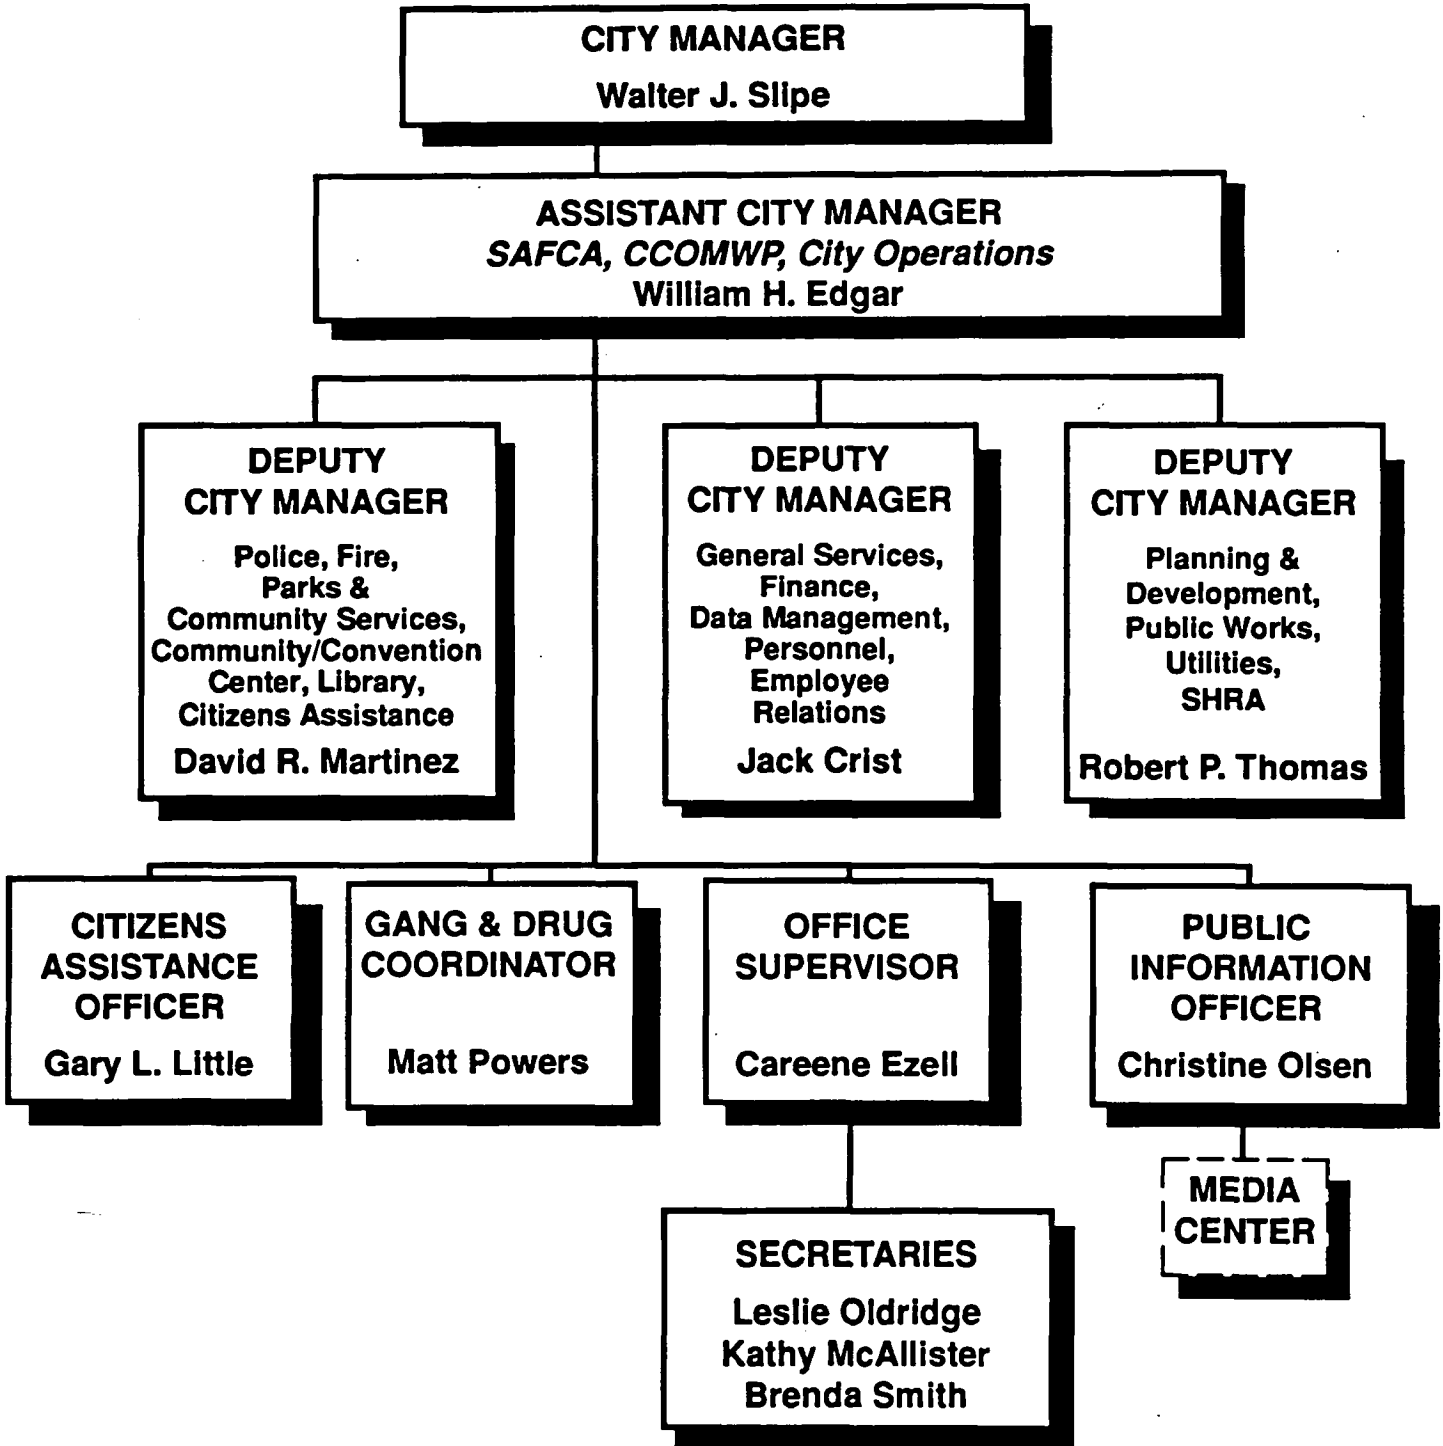 CITY MANAGER
Walter J. Slipe
ASSISTANT CITY MANAGER
SAFCA, CCOMWP, City Operations
William H. Edgar
DEPUTY
CITY MANAGER
Police, Fire,
Parks &
Community Services,
Community/Convention
Center, Library,
Citizens Assistance
David R. Martinez
DEPUTY
CITY MANAGER
General Services,
Finance,
Data Management,
Personnel,
Employee
Relations
Jack Crist
DEPUTY
CITY MANAGER
Planning &
Development,
Public Works,
Utilities,
SHRA
Robert P. Thomas
CITIZENS
ASSISTANCE
OFFICER
Gary L. Little
GANG & DRUG
COORDINATOR
Matt Powers
OFFICE
SUPERVISOR
Careene Ezell
PUBLIC
INFORMATION
OFFICER
Christine Olsen
MEDIA
CENTER
SECRETARIES
Leslie Oldridge
Kathy McAllister
Brenda Smith